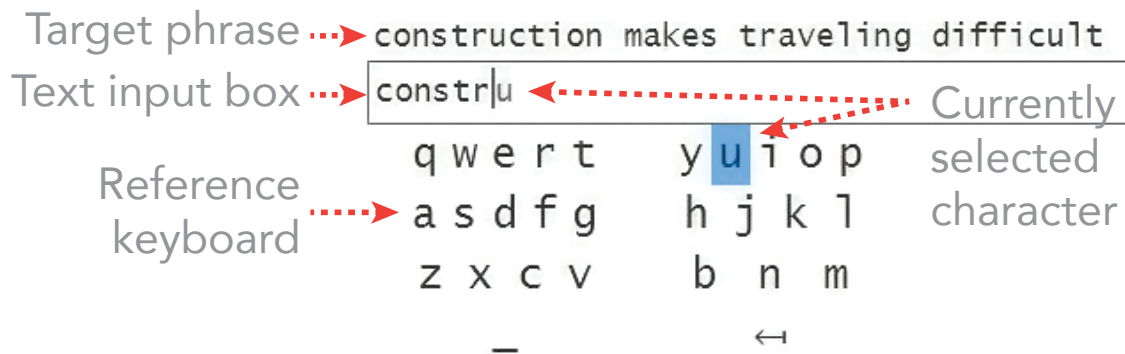 Target phrase construction makes traveling difficult
Text input box constru
Currently
selected
character
q w e r t y u i o p
Reference
keyboard
a s d f g h j k l
z x c v b n m
_ ↤